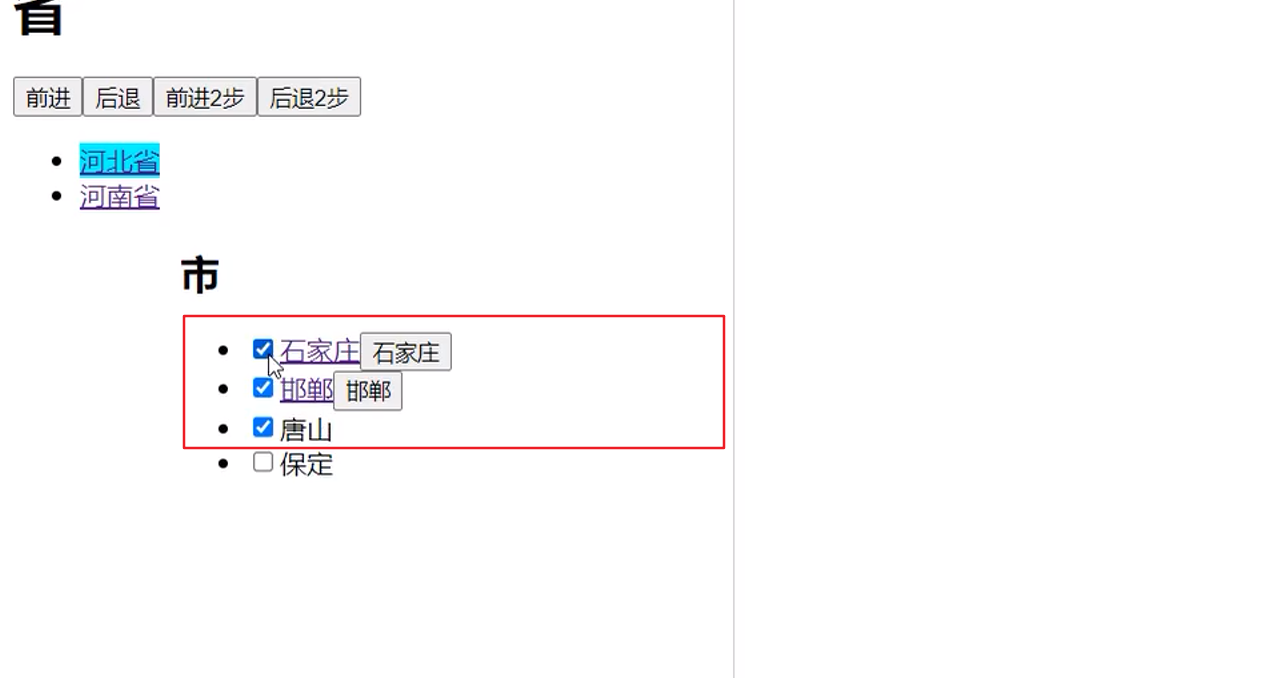 省
前进 后退 前进2步 后退2步
河北省
河南省
市
石家庄 石家庄
邯郸 邯郸
唐山
保定